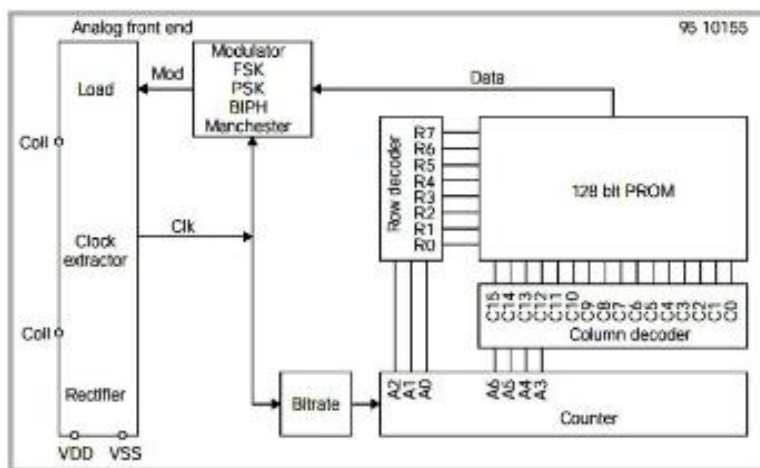 Analog front end
95 10155
Modulator
FSK
PSK
BIPH
Manchester
Mod
Load
Data
Coil
Row decoder
R7
R6
R5
R4
R3
R2
R1
R0
128 bit PROM
Clk
Clock
extractor
C15
C14
C13
C12
C11
C10
C9
C8
C7
C6
C5
C4
C3
C2
C1
C0
Column decoder
Coil
Rectifier
Bitrate
A2
A1
A0
A6
A5
A4
A3
Counter
VDD
VSS